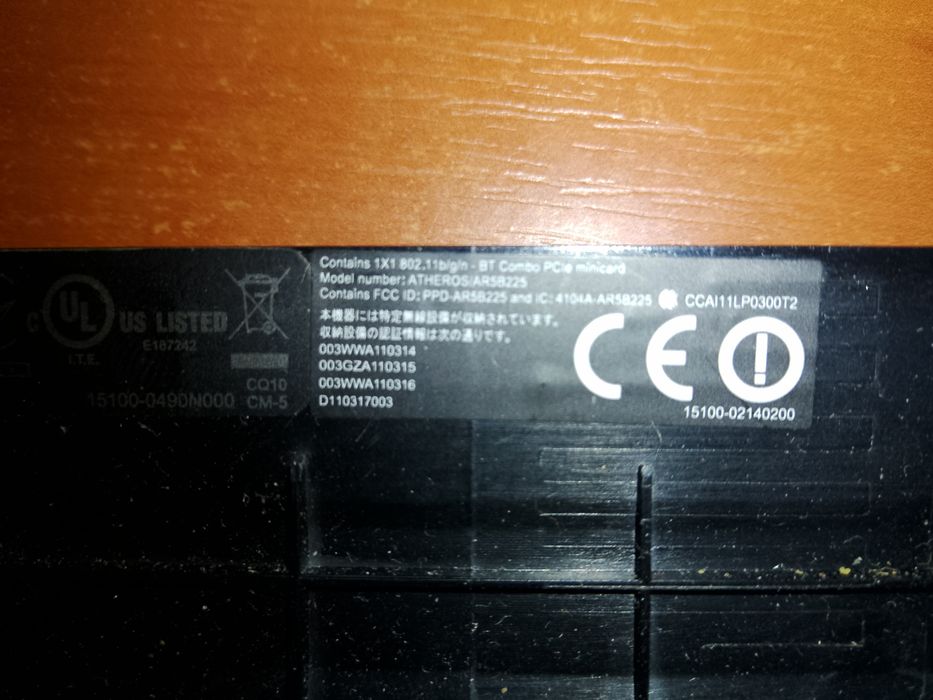 C UL US LISTED
I.T.E.
E187242
CQ10
15100-0490N000 CM-5
Contains 1X1 802.11b/g/n - BT Combo PCIe minicard
Model number: ATHEROS/AR5B225
Contains FCC ID: PPD-AR5B225 and IC: 4104A-AR5B225
CCAI11LP0300T2
本機器には特定無線設備が収納されています。
収納設備の認証情報は次の通りです。
003WWA110314
003GZA110315
003WWA110316
D110317003
CE
15100-02140200